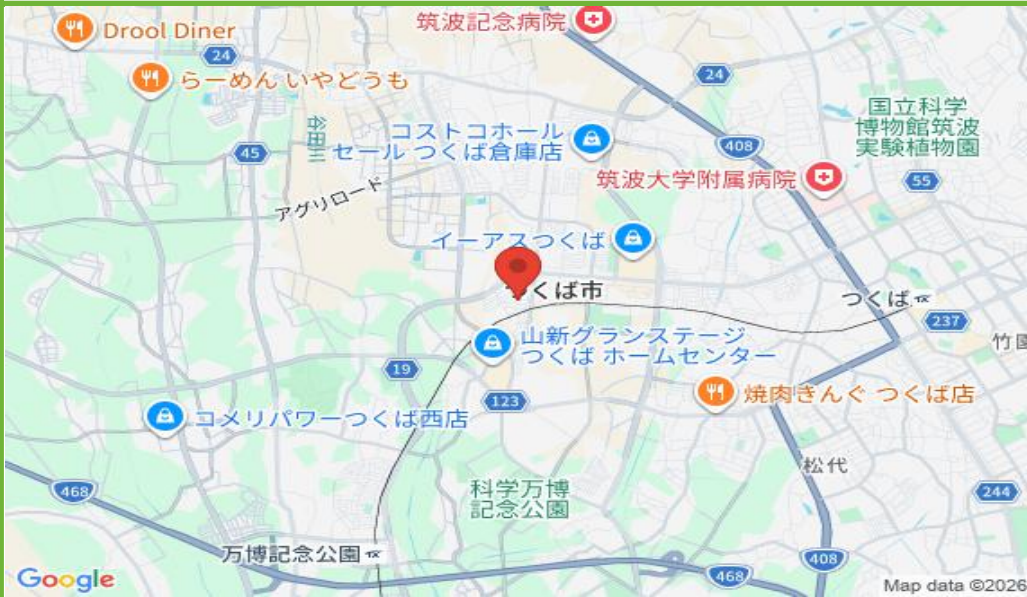 筑波記念病院
Drool Diner
24
らーめん いやどうも
24
国立科学
博物館筑波
実験植物園
谷田川
コストコホール
セール つくば倉庫店
408
45
筑波大学附属病院
55
アグリロード
イーアスつくば
つくば市
つくば
237
山新グランステージ
つくば ホームセンター
竹園
19
焼肉きんぐ つくば店
123
コメリパワーつくば西店
松代
468
科学万博
記念公園
244
万博記念公園
408
468
Google
Map data ©2026